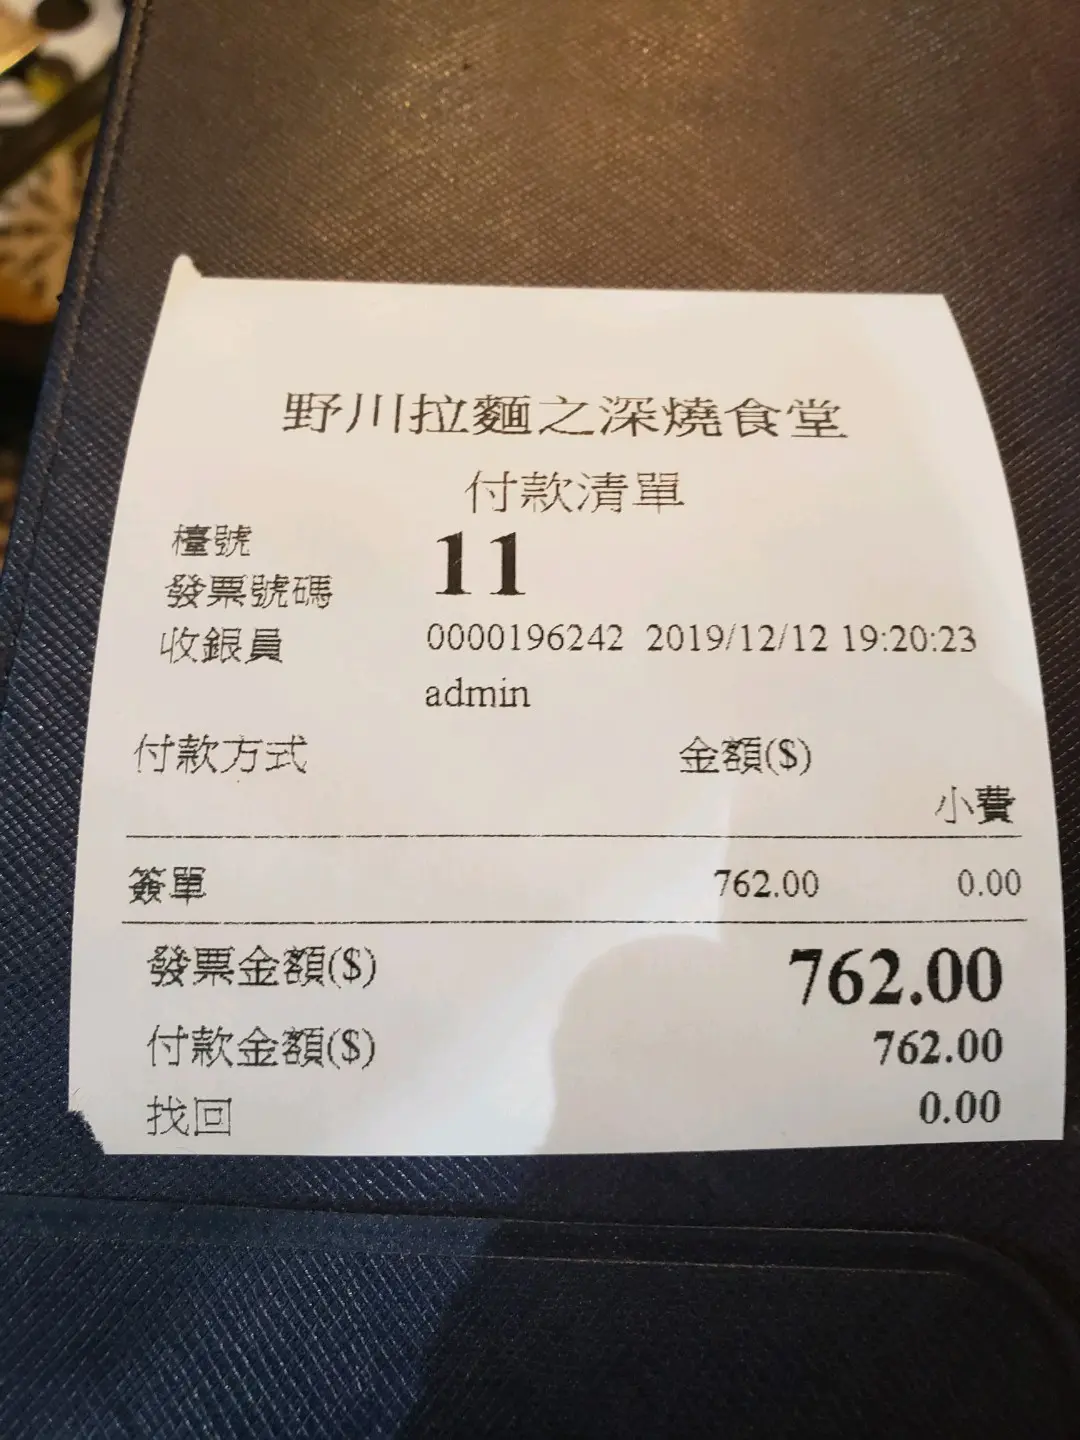 野川拉麵之深燒食堂
付款清單
檯號 11
發票號碼
收銀員 0000196242 2019/12/12 19:20:23
admin
付款方式 金額($)
小費
簽單 762.00 0.00
發票金額($) 762.00
付款金額($) 762.00
找回 0.00